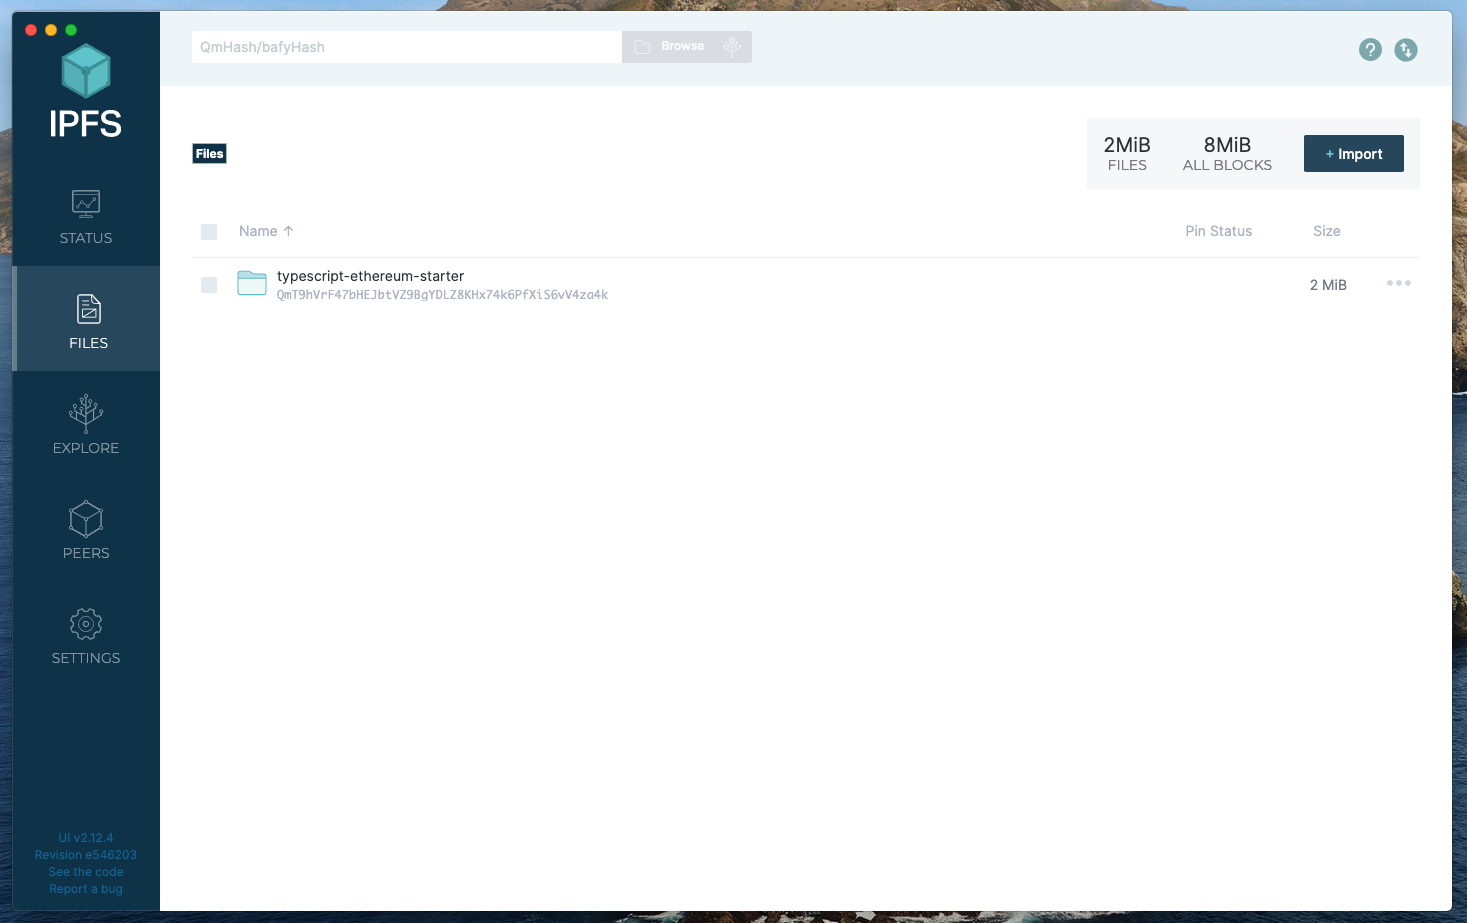 IPFS
STATUS
FILES
EXPLORE
PEERS
SETTINGS
UI v2.12.4
Revision e546203
See the code
Report a bug
QmHash/bafyHash
Browse
?
Files
2MiB
FILES
8MiB
ALL BLOCKS
+ Import
Name ↑
Pin Status
Size
typescript-ethereum-starter
QmT9hVrF47bHEJbtVZ9BgYDLZ8KHx74k6PfXiS6vV4za4k
2 MiB